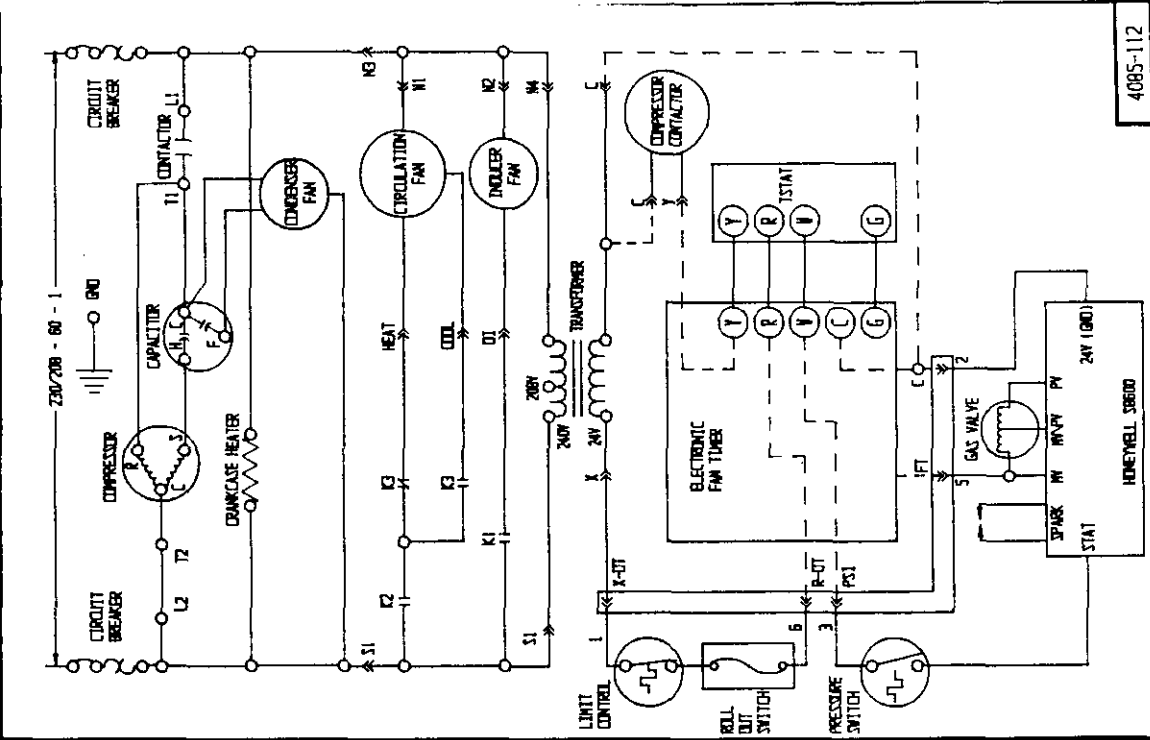 230/208 - 60 - 1
CIRCUIT
BREAKER
CIRCUIT
BREAKER
GND
L2
T2
COMPRESSOR
R
S
C
CAPACITOR
H
C
F
T1
CONTACTOR
L1
CRANKCASE HEATER
CONDENSER
FAN
S1
N3
K2
K3
HEAT
CIRCULATION
FAN
N1
K3
COOL
K1
OI
INDUCER
FAN
N2
S1
N4
240V
208V
TRANSFORMER
24V
X
C
X-OT
1
LIMIT
CONTROL
ROLL
OUT
SWITCH
6
R-OT
3
PS1
PRESSURE
SWITCH
ELECTRONIC
FAN TIMER
Y
R
W
C
G
TSTAT
Y
R
W
G
C
Y
COMPRESSOR
CONTACTOR
IFT
5
C
2
GAS VALVE
SPARK
MV
MV\PV
PV
STAT
24V (GND)
HONEYWELL S8600
4085-112